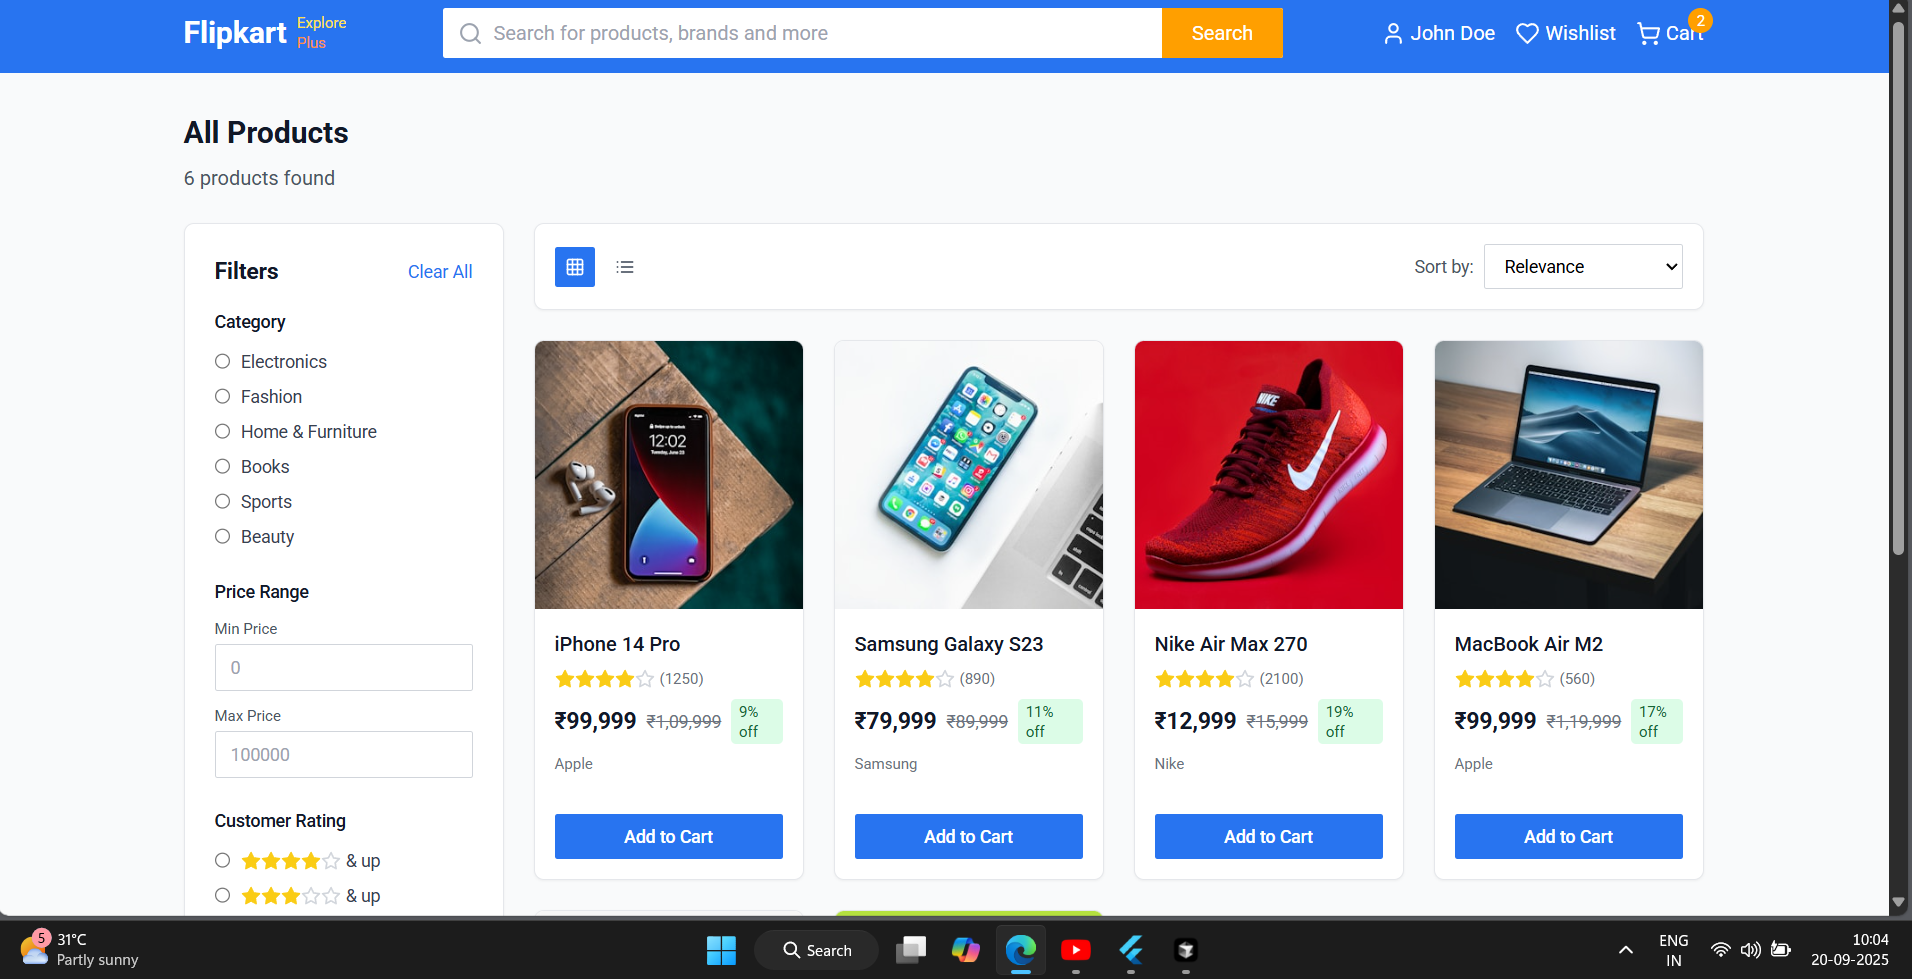 Flipkart
Explore
Plus
Search for products, brands and more
Search
John Doe
Wishlist
Cart
2
All Products
6 products found
Filters
Clear All
Category
Electronics
Fashion
Home & Furniture
Books
Sports
Beauty
Price Range
Min Price
0
Max Price
100000
Customer Rating
& up
& up
Sort by:
Relevance
12:02
NIKE
iPhone 14 Pro
(1250)
₹99,999 ₹1,09,999 9% off
Apple
Add to Cart
Samsung Galaxy S23
(890)
₹79,999 ₹89,999 11% off
Samsung
Add to Cart
Nike Air Max 270
(2100)
₹12,999 ₹15,999 19% off
Nike
Add to Cart
MacBook Air M2
(560)
₹99,999 ₹1,19,999 17% off
Apple
Add to Cart
5
31°C
Partly sunny
Search
ENG
IN
10:04
20-09-2025